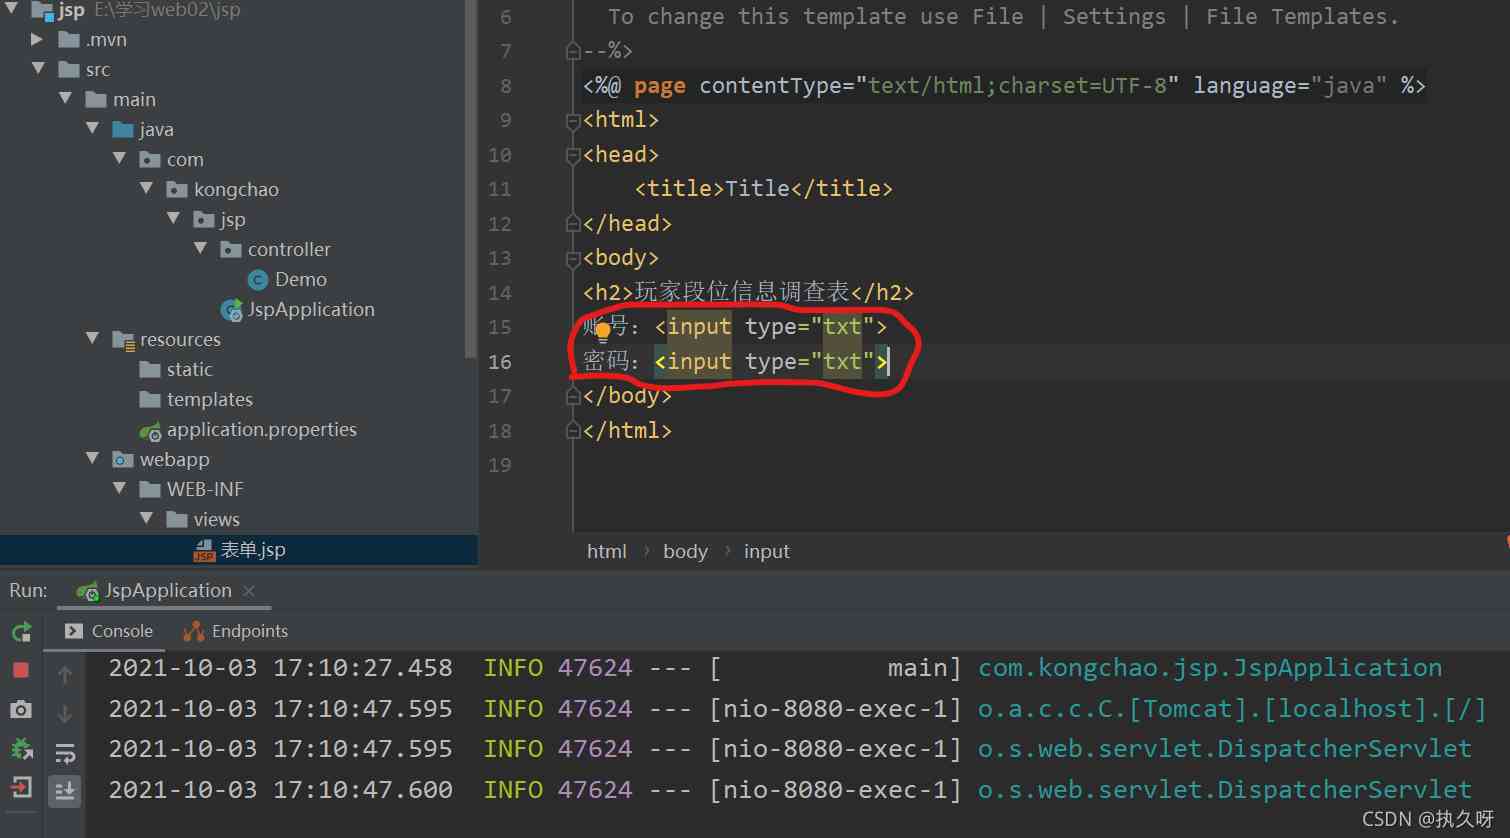 jsp E:\学习web02\jsp
.mvn
src
main
java
com
kongchao
jsp
controller
Demo
JspApplication
resources
static
templates
application.properties
webapp
WEB-INF
views
表单.jsp
6 To change this template use File | Settings | File Templates.
7 --%>
8 <%@ page contentType="text/html;charset=UTF-8" language="java" %>
9 <html>
10 <head>
11 <title>Title</title>
12 </head>
13 <body>
14 <h2>玩家段位信息调查表</h2>
15 账号：<input type="txt">
16 密码：<input type="txt">
17 </body>
18 </html>
19
html › body › input
Run: JspApplication ×
Console Endpoints
2021-10-03 17:10:27.458 INFO 47624 --- [ main] com.kongchao.jsp.JspApplication
2021-10-03 17:10:47.595 INFO 47624 --- [nio-8080-exec-1] o.a.c.c.C.[Tomcat].[localhost].[/]
2021-10-03 17:10:47.595 INFO 47624 --- [nio-8080-exec-1] o.s.web.servlet.DispatcherServlet
2021-10-03 17:10:47.600 INFO 47624 --- [nio-8080-exec-1] o.s.web.servlet.DispatcherServlet
CSDN @执久呀